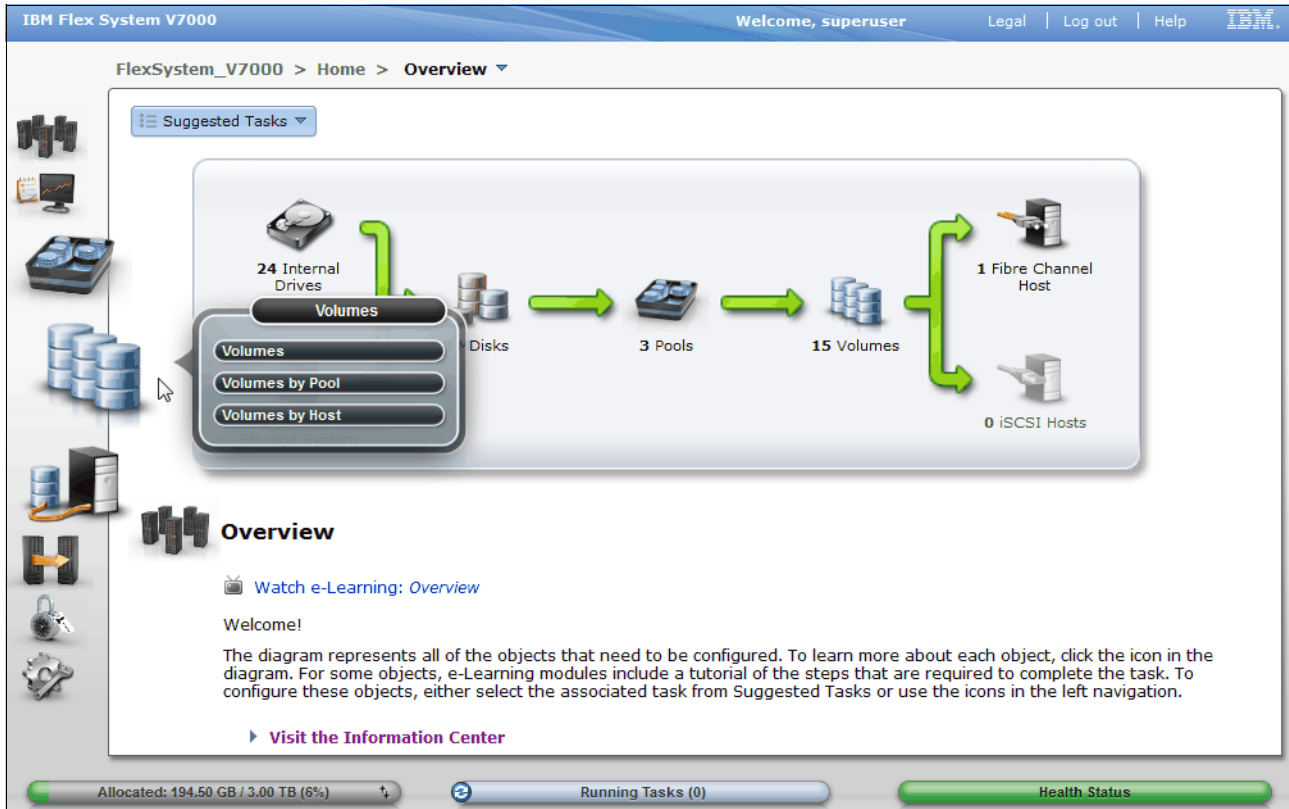 IBM Flex System V7000
Welcome, superuser
Legal | Log out | Help
IBM.
FlexSystem_V7000 > Home > Overview
Suggested Tasks
24 Internal
Drives
Disks
3 Pools
15 Volumes
1 Fibre Channel
Host
0 iSCSI Hosts
Volumes
Volumes
Volumes by Pool
Volumes by Host
Storage System
Overview
Watch e-Learning: Overview
Welcome!
The diagram represents all of the objects that need to be configured. To learn more about each object, click the icon in the
diagram. For some objects, e-Learning modules include a tutorial of the steps that are required to complete the task. To
configure these objects, either select the associated task from Suggested Tasks or use the icons in the left navigation.
Visit the Information Center
Allocated: 194.50 GB / 3.00 TB (6%)
Running Tasks (0)
Health Status